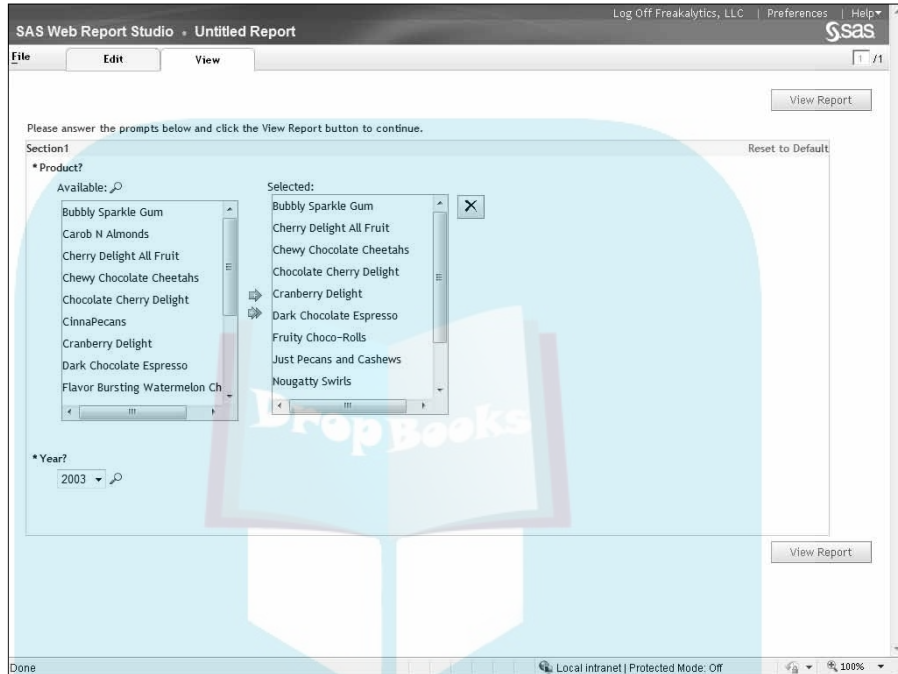 Log Off Freakalytics, LLC | Preferences | Help
SAS Web Report Studio • Untitled Report
sas
File
Edit
View
1 /1
View Report
Please answer the prompts below and click the View Report button to continue.
Section1
Reset to Default
* Product?
Available:
Selected:
Bubbly Sparkle Gum
Carob N Almonds
Cherry Delight All Fruit
Chewy Chocolate Cheetahs
Chocolate Cherry Delight
CinnaPecans
Cranberry Delight
Dark Chocolate Espresso
Flavor Bursting Watermelon Ch
Bubbly Sparkle Gum
Cherry Delight All Fruit
Chewy Chocolate Cheetahs
Chocolate Cherry Delight
Cranberry Delight
Dark Chocolate Espresso
Fruity Choco-Rolls
Just Pecans and Cashews
Nougatty Swirls
Drop Books
* Year?
2003
View Report
Done
Local intranet | Protected Mode: Off
100%